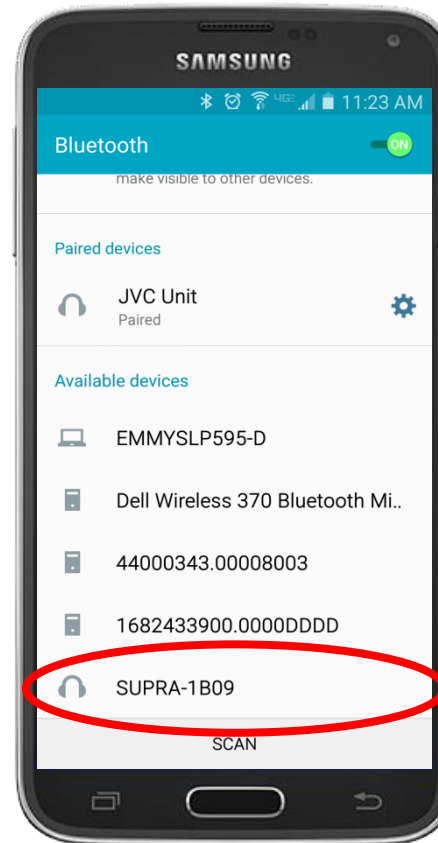 SAMSUNG
4GE 11:23 AM
Bluetooth ON
make visible to other devices.
Paired devices
JVC Unit
Paired
Available devices
EMMYSLP595-D
Dell Wireless 370 Bluetooth Mi..
44000343.00008003
1682433900.0000DDDD
SUPRA-1B09
SCAN